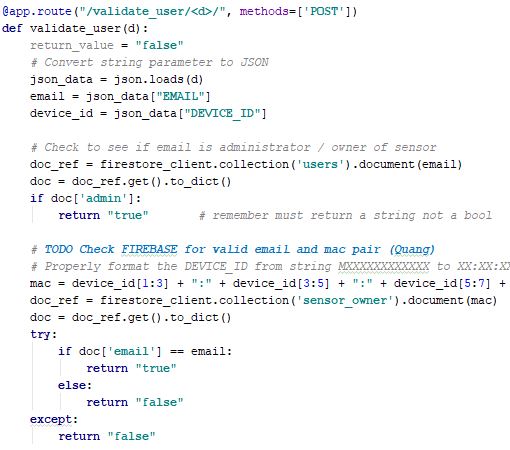 @app.route("/validate_user/<d>/", methods=['POST'])
def validate_user(d):
    return_value = "false"
    # Convert string parameter to JSON
    json_data = json.loads(d)
    email = json_data["EMAIL"]
    device_id = json_data["DEVICE_ID"]

    # Check to see if email is administrator / owner of sensor
    doc_ref = firestore_client.collection('users').document(email)
    doc = doc_ref.get().to_dict()
    if doc['admin']:
        return "true"       # remember must return a string not a bool

    # TODO Check FIREBASE for valid email and mac pair (Quang)
    # Properly format the DEVICE_ID from string MXXXXXXXXXXXX to XX:XX:X
    mac = device_id[1:3] + ":" + device_id[3:5] + ":" + device_id[5:7] +
    doc_ref = firestore_client.collection('sensor_owner').document(mac)
    doc = doc_ref.get().to_dict()
    try:
        if doc['email'] == email:
            return "true"
        else:
            return "false"
    except:
        return "false"